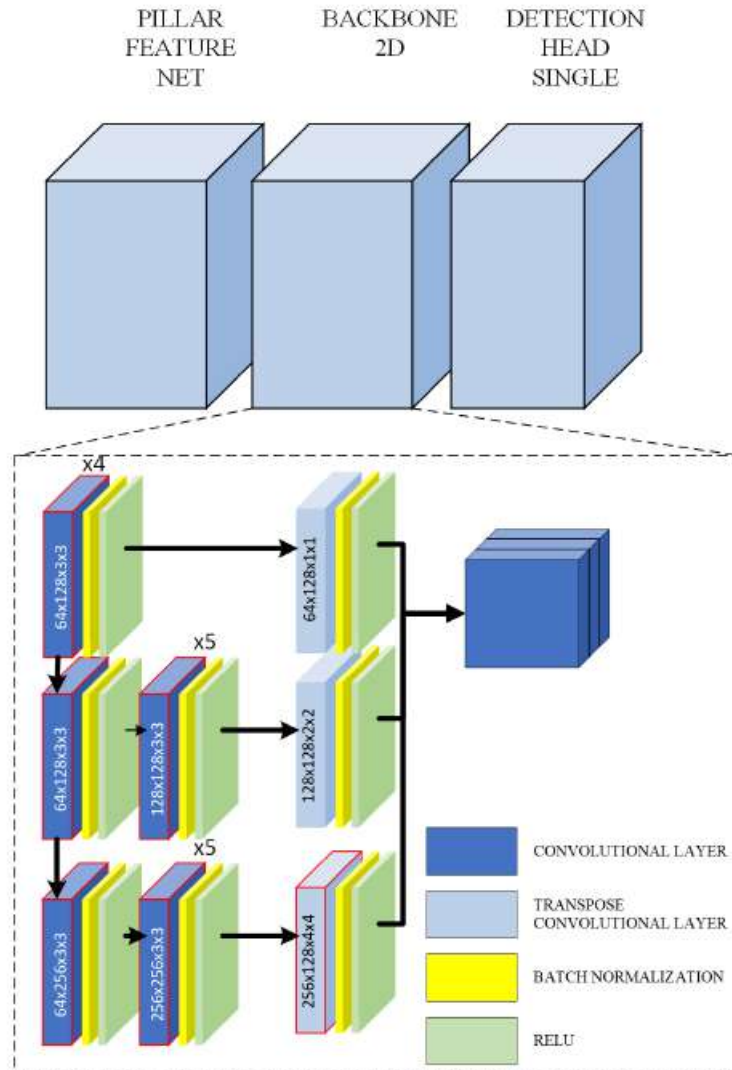 PILLAR
FEATURE
NET
BACKBONE
2D
DETECTION
HEAD
SINGLE
x4
64x128x3x3
64x128x1x1
x5
64x128x3x3
128x128x3x3
128x128x2x2
x5
64x256x3x3
256x256x3x3
256x128x4x4
CONVOLUTIONAL LAYER
TRANSPOSE
CONVOLUTIONAL LAYER
BATCH NORMALIZATION
RELU